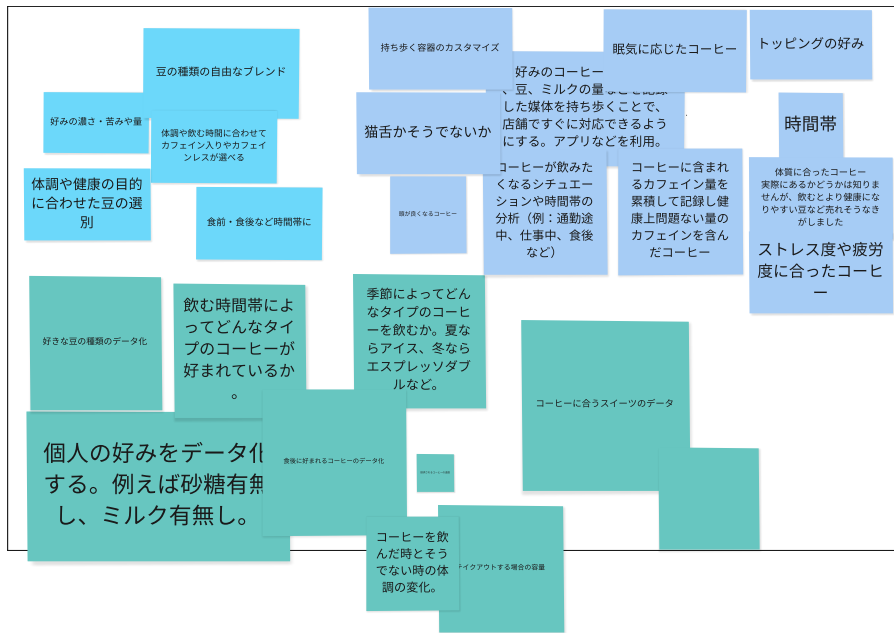 豆の種類の自由なブレンド
好みの濃さ・苦みや量
体調や飲む時間に合わせて
カフェイン入りやカフェイ
ンレスが選べる
体調や健康の目的
に合わせた豆の選
別
食前・食後など時間帯に
持ち歩く容器のカスタマイズ
眠気に応じたコーヒー
トッピングの好み
好みのコーヒー
、豆、ミルクの量などを記録
した媒体を持ち歩くことで、
店舗ですぐに対応できるよう
にする。アプリなどを利用。
猫舌かそうでないか
時間帯
頭が良くなるコーヒー
コーヒーが飲みた
くなるシチュエー
ションや時間帯の
分析（例：通勤途
中、仕事中、食後
など）
コーヒーに含まれ
るカフェイン量を
累積して記録し健
康上問題ない量の
カフェインを含ん
だコーヒー
体質に合ったコーヒー
実際にあるかどうかは知りま
せんが、飲むとより健康にな
りやすい豆など売れそうなき
がしました
ストレス度や疲労
度に合ったコーヒ
ー
好きな豆の種類のデータ化
飲む時間帯によ
ってどんなタイ
プのコーヒーが
好まれているか
。
季節によってどん
なタイプのコーヒ
ーを飲むか。夏な
らアイス、冬なら
エスプレッソダブ
ルなど。
コーヒーに合うスイーツのデータ
個人の好みをデータ化
する。例えば砂糖有無
し、ミルク有無し。
食後に好まれるコーヒーのデータ化
コーヒーを飲
んだ時とそう
でない時の体
調の変化。
テイクアウトする場合の容量